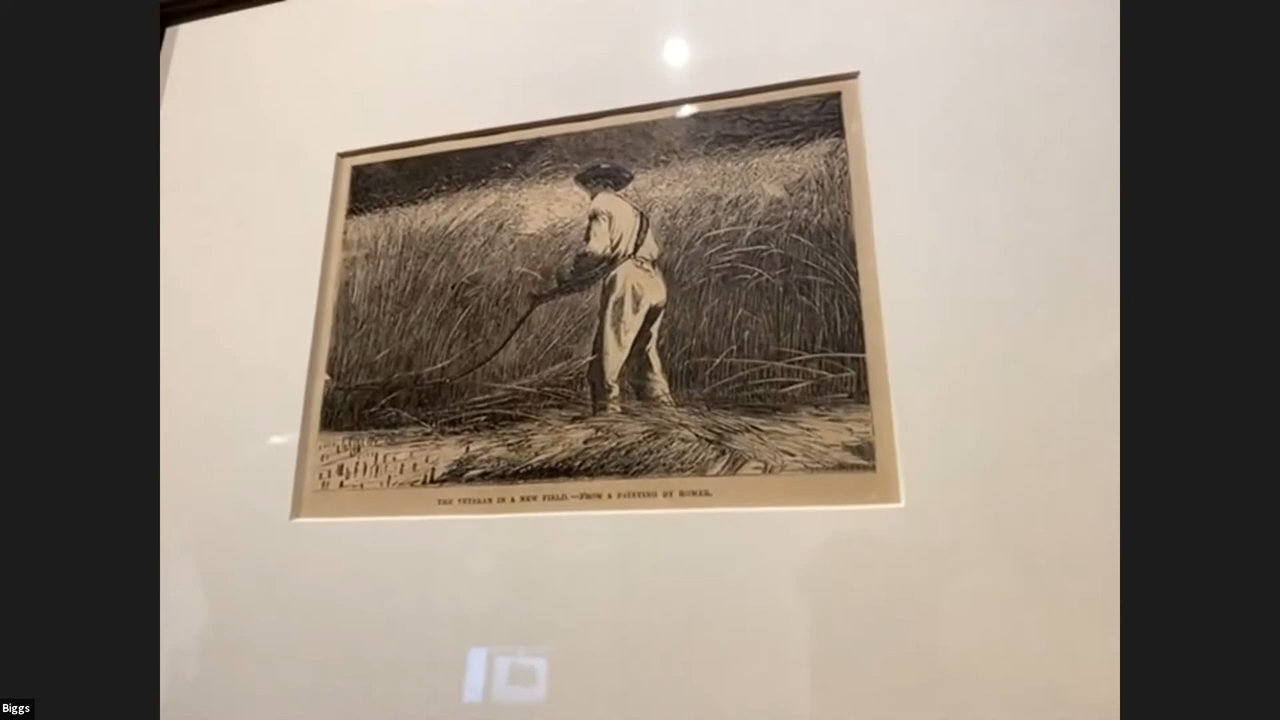 THE VETERAN IN A NEW FIELD.—FROM A PAINTING BY HOMER.
Biggs